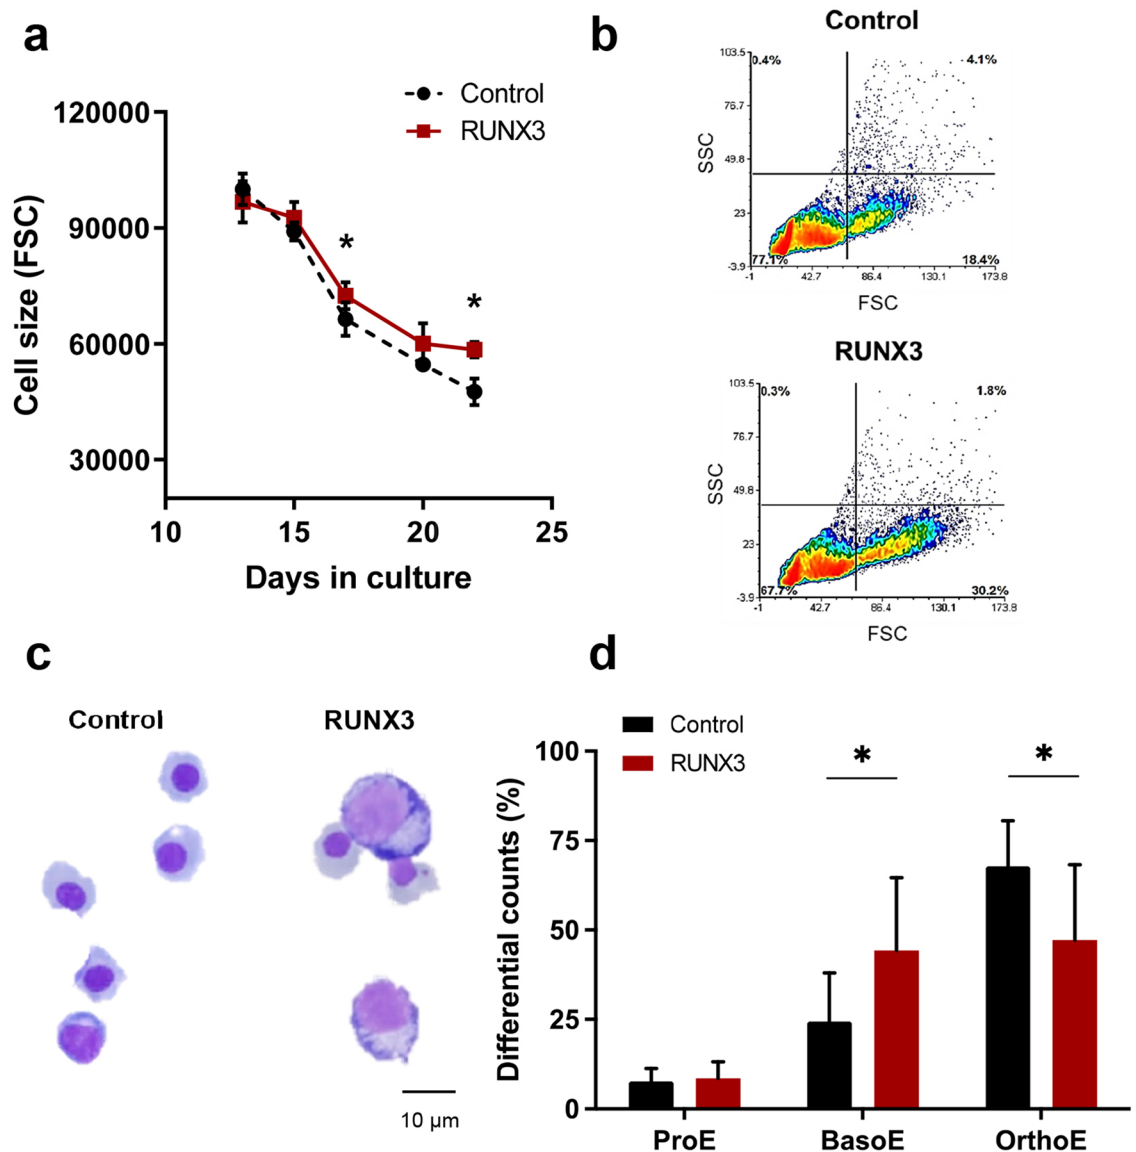 a
Control
RUNX3
120000
90000
60000
30000
Cell size (FSC)
*
*
10
15
20
25
Days in culture
b
Control
103.5
76.7
49.8
23
-3.9
SSC
0.4%
4.1%
77.1%
18.4%
-1
42.7
86.4
130.1
173.8
FSC
RUNX3
103.5
76.7
49.8
23
-3.9
SSC
0.3%
1.8%
67.7%
30.2%
-1
42.7
86.4
130.1
173.8
FSC
c
Control
RUNX3
10 µm
d
Control
RUNX3
100
75
50
25
0
Differential counts (%)
*
*
ProE
BasoE
OrthoE